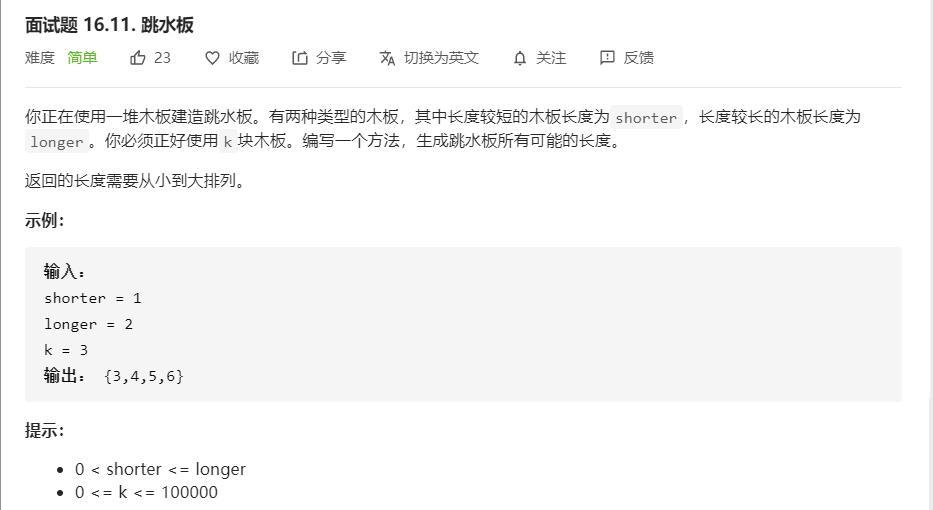 面试题 16.11. 跳水板
难度 简单 23 收藏 分享 切换为英文 关注 反馈
你正在使用一堆木板建造跳水板。有两种类型的木板，其中长度较短的木板长度为 shorter，长度较长的木板长度为
longer。你必须正好使用 k 块木板。编写一个方法，生成跳水板所有可能的长度。
返回的长度需要从小到大排列。
示例：
输入：
shorter = 1
longer = 2
k = 3
输出： {3,4,5,6}
提示：
• 0 < shorter <= longer
• 0 <= k <= 100000